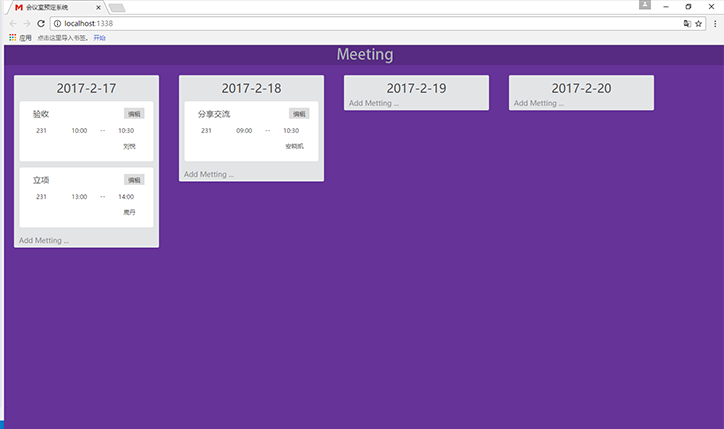 会议室预定系统
localhost:1338
应用 点击这里导入书签。 开始
Meeting
2017-2-17
验收 编辑
231 10:00 -- 10:30
刘悦
立项 编辑
231 13:00 -- 14:00
鹿丹
Add Metting ...
2017-2-18
分享交流 编辑
231 09:00 -- 10:30
安晓凯
Add Metting ...
2017-2-19
Add Metting ...
2017-2-20
Add Metting ...